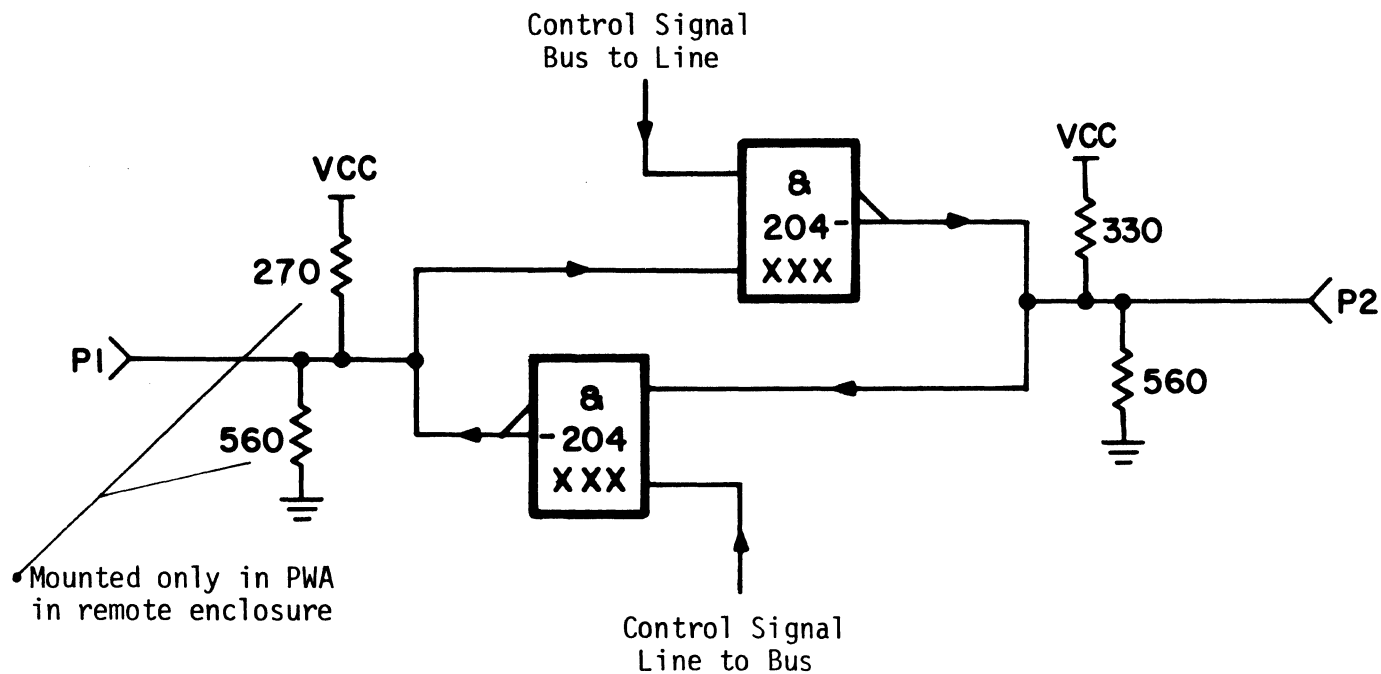 Control Signal
Bus to Line
VCC
VCC
&
204-
XXX
330
270
P2
P1
&
-204
XXX
560
560
Mounted only in PWA
in remote enclosure
Control Signal
Line to Bus